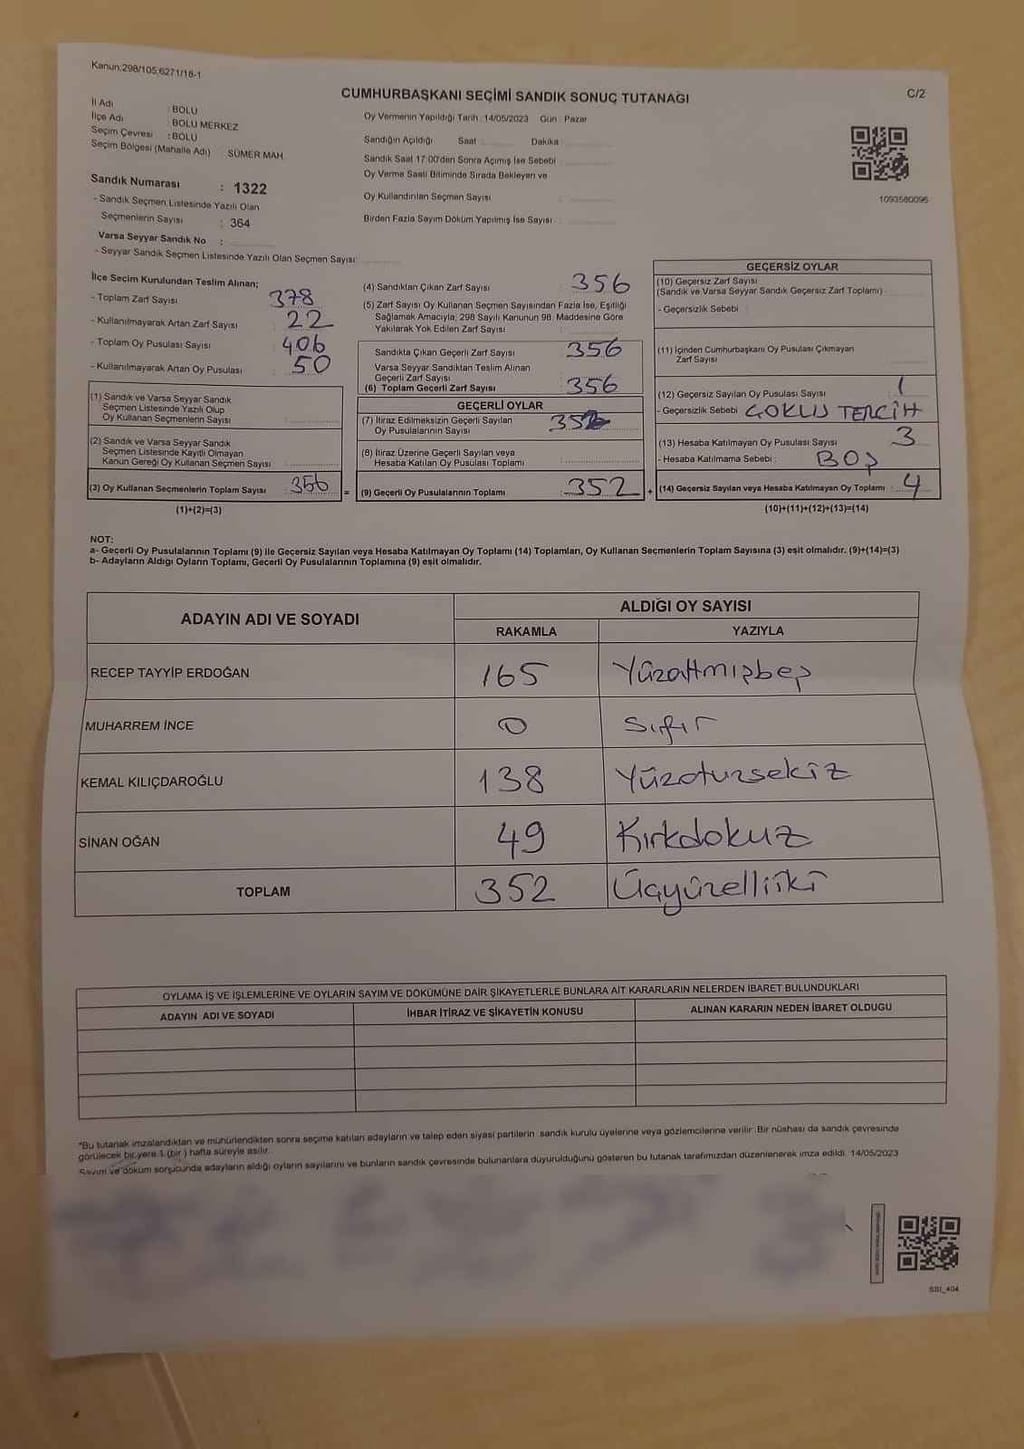 Kanun:298/105;6271/18-1
CUMHURBAŞKANI SEÇİMİ SANDIK SONUÇ TUTANAĞI
C/2
İl Adı : BOLU
İlçe Adı : BOLU MERKEZ
Seçim Çevresi : BOLU
Seçim Bölgesi (Mahalle Adı) SÜMER MAH
Oy Vermenin Yapıldığı Tarih :14/05/2023 Gün : Pazar
Sandığın Açıldığı Saat : Dakika :
Sandık Saat 17:00'den Sonra Açımış İse Sebebi :
Oy Verme Saati Bitiminde Sırada Bekleyen ve
Oy Kullandırılan Seçmen Sayısı :
Birden Fazla Sayım Döküm Yapılmış İse Sayısı :
1093580096
Sandık Numarası : 1322
- Sandık Seçmen Listesinde Yazılı Olan
Seçmenlerin Sayısı : 364
Varsa Seyyar Sandık No :
- Seyyar Sandık Seçmen Listesinde Yazılı Olan Seçmen Sayısı:
İlçe Seçim Kurulundan Teslim Alınan;
- Toplam Zarf Sayısı : 378
- Kullanılmayarak Artan Zarf Sayısı : 22
- Toplam Oy Pusulası Sayısı : 406
- Kullanılmayarak Artan Oy Pusulası : 50
(1) Sandık ve Varsa Seyyar Sandık
Seçmen Listesinde Yazılı Olup
Oy Kullanan Seçmenlerin Sayısı :
(2) Sandık ve Varsa Seyyar Sandık
Seçmen Listesinde Kayıtlı Olmayan
Kanun Gereği Oy Kullanan Seçmen Sayısı :
(3) Oy Kullanan Seçmenlerin Toplam Sayısı : 356 =
(1)+(2)=(3)
(4) Sandıktan Çıkan Zarf Sayısı : 356
(5) Zarf Sayısı Oy Kullanan Seçmen Sayısından Fazla İse, Eşitliği
Sağlamak Amacıyla; 298 Sayılı Kanunun 98. Maddesine Göre
Yakılarak Yok Edilen Zarf Sayısı :
Sandıkta Çıkan Geçerli Zarf Sayısı : 356
Varsa Seyyar Sandıktan Teslim Alınan
Geçerli Zarf Sayısı :
(6) Toplam Geçerli Zarf Sayısı : 356
GEÇERLİ OYLAR
(7) İtiraz Edilmeksizin Geçerli Sayılan
Oy Pusulalarının Sayısı : 352
(8) İtiraz Üzerine Geçerli Sayılan veya
Hesaba Katılan Oy Pusulası Toplamı :
(9) Geçerli Oy Pusulalarının Toplamı : 352 +
GEÇERSİZ OYLAR
(10) Geçersiz Zarf Sayısı :
(Sandık ve Varsa Seyyar Sandık Geçersiz Zarf Toplamı)
- Geçersizlik Sebebi :
(11) İçinden Cumhurbaşkanı Oy Pusulası Çıkmayan
Zarf Sayısı :
(12) Geçersiz Sayılan Oy Pusulası Sayısı : 1
- Geçersizlik Sebebi : ÇOKLU TERCİH
(13) Hesaba Katılmayan Oy Pusulası Sayısı : 3
- Hesaba Katılmama Sebebi : BOŞ
(14) Geçersiz Sayılan veya Hesaba Katılmayan Oy Toplamı : 4
(10)+(11)+(12)+(13)=(14)
NOT:
a- Geçerli Oy Pusulalarının Toplamı (9) ile Geçersiz Sayılan veya Hesaba Katılmayan Oy Toplamı (14) Toplamları, Oy Kullanan Seçmenlerin Toplam Sayısına (3) eşit olmalıdır. (9)+(14)=(3)
b- Adayların Aldığı Oyların Toplamı, Geçerli Oy Pusulalarının Toplamına (9) eşit olmalıdır.
ADAYIN ADI VE SOYADI ALDIĞI OY SAYISI
RAKAMLA YAZIYLA
RECEP TAYYİP ERDOĞAN 165 Yüzaltmışbeş
MUHARREM İNCE 0 Sıfır
KEMAL KILIÇDAROĞLU 138 Yüzotuzsekiz
SİNAN OĞAN 49 Kırkdokuz
TOPLAM 352 Üçyüzelliiki
OYLAMA İŞ VE İŞLEMLERİNE VE OYLARIN SAYIM VE DÖKÜMÜNE DAİR ŞİKAYETLERLE BUNLARA AİT KARARLARIN NELERDEN İBARET BULUNDUKLARI
ADAYIN ADI VE SOYADI İHBAR İTİRAZ VE ŞİKAYETİN KONUSU ALINAN KARARIN NEDEN İBARET OLDUĞU
*Bu tutanak imzalandıktan ve mühürlendikten sonra seçime katılan adayların ve talep eden siyasi partilerin sandık kurulu üyelerine veya gözlemcilerine verilir. Bir nüshası da sandık çevresinde
görülecek bir yere 1 (bir ) hafta süreyle asılır.
Sayım ve döküm sonucunda adayların aldığı oyların sayılarını ve bunların sandık çevresinde bulunanlara duyurulduğunu gösteren bu tutanak tarafımızdan düzenlenerek imza edildi. 14/05/2023
SSI_404